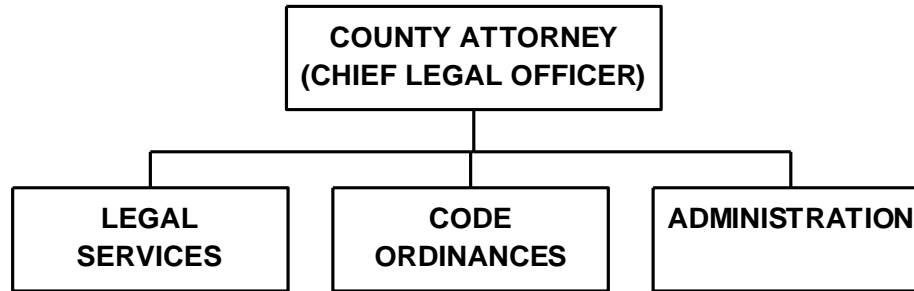 COUNTY ATTORNEY
(CHIEF LEGAL OFFICER)
LEGAL
SERVICES
CODE
ORDINANCES
ADMINISTRATION